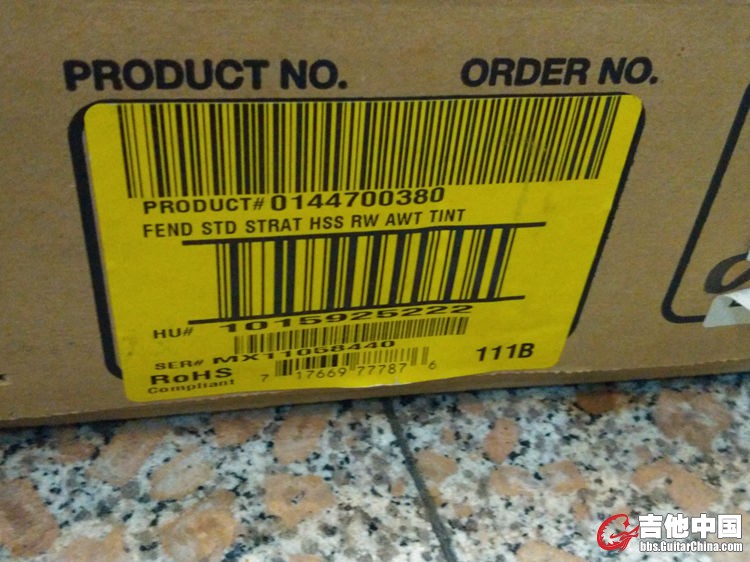 PRODUCT NO. ORDER NO.
PRODUCT# 0144700380
FEND STD STRAT HSS RW AWT TINT
HU# 1015925222
SER# MX11058440
RoHS
Compliant
7 17669 77787 6
111B
吉他中国
bbs.GuitarChina.com